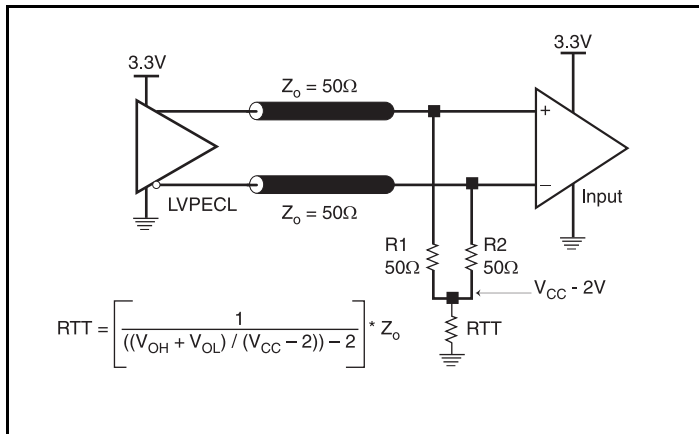 3.3V
3.3V
Zo = 50Ω
+
−
LVPECL
Zo = 50Ω
Input
R1
50Ω
R2
50Ω
VCC - 2V
RTT
RTT = [ 1 / ((VOH + VOL) / (VCC − 2)) − 2 ] * Zo